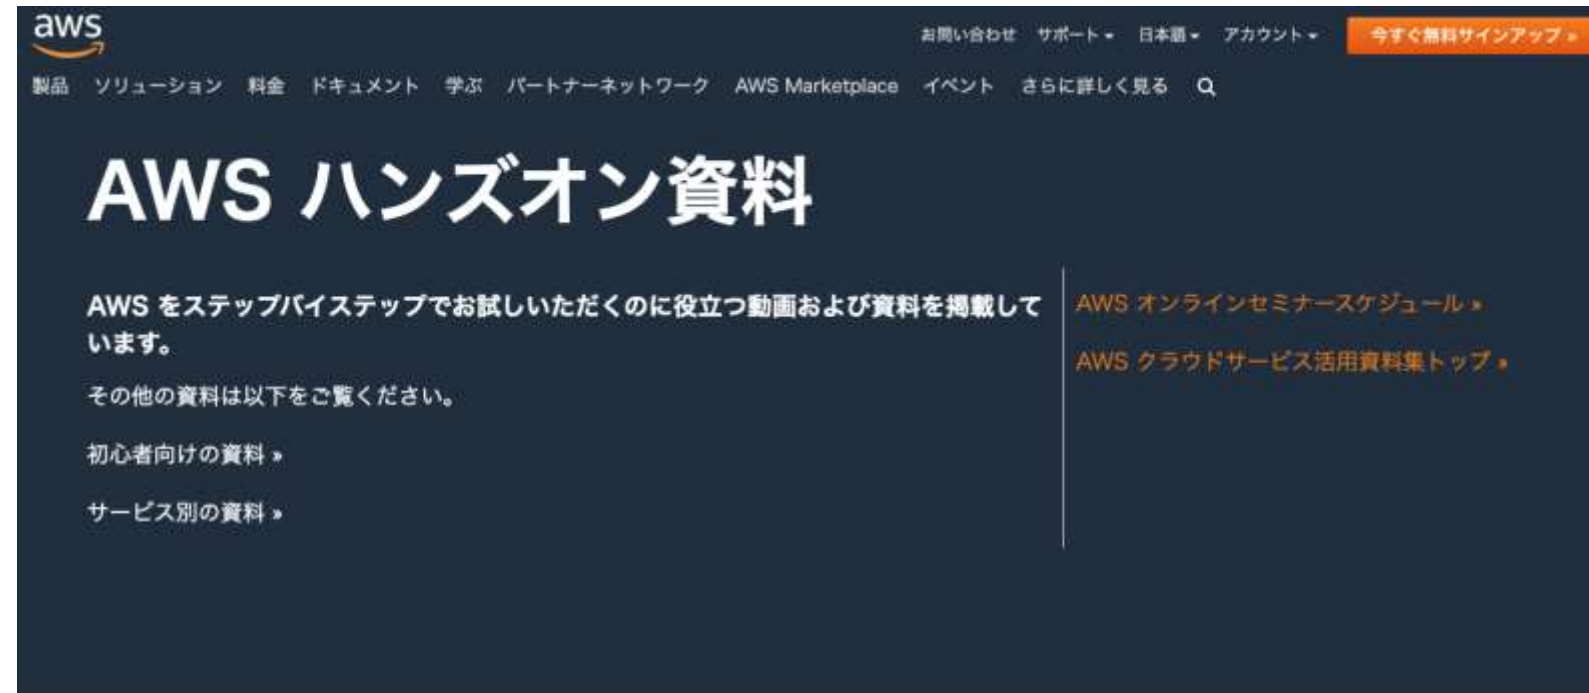 aws
お問い合わせ サポート 日本語 アカウント 今すぐ無料サインアップ »
製品 ソリューション 料金 ドキュメント 学ぶ パートナーネットワーク AWS Marketplace イベント さらに詳しく見る
AWS ハンズオン資料
AWS をステップバイステップでお試しいただくのに役立つ動画および資料を掲載して
います。
その他の資料は以下をご覧ください。
初心者向けの資料 »
サービス別の資料 »
AWS オンラインセミナースケジュール »
AWS クラウドサービス活用資料集トップ »